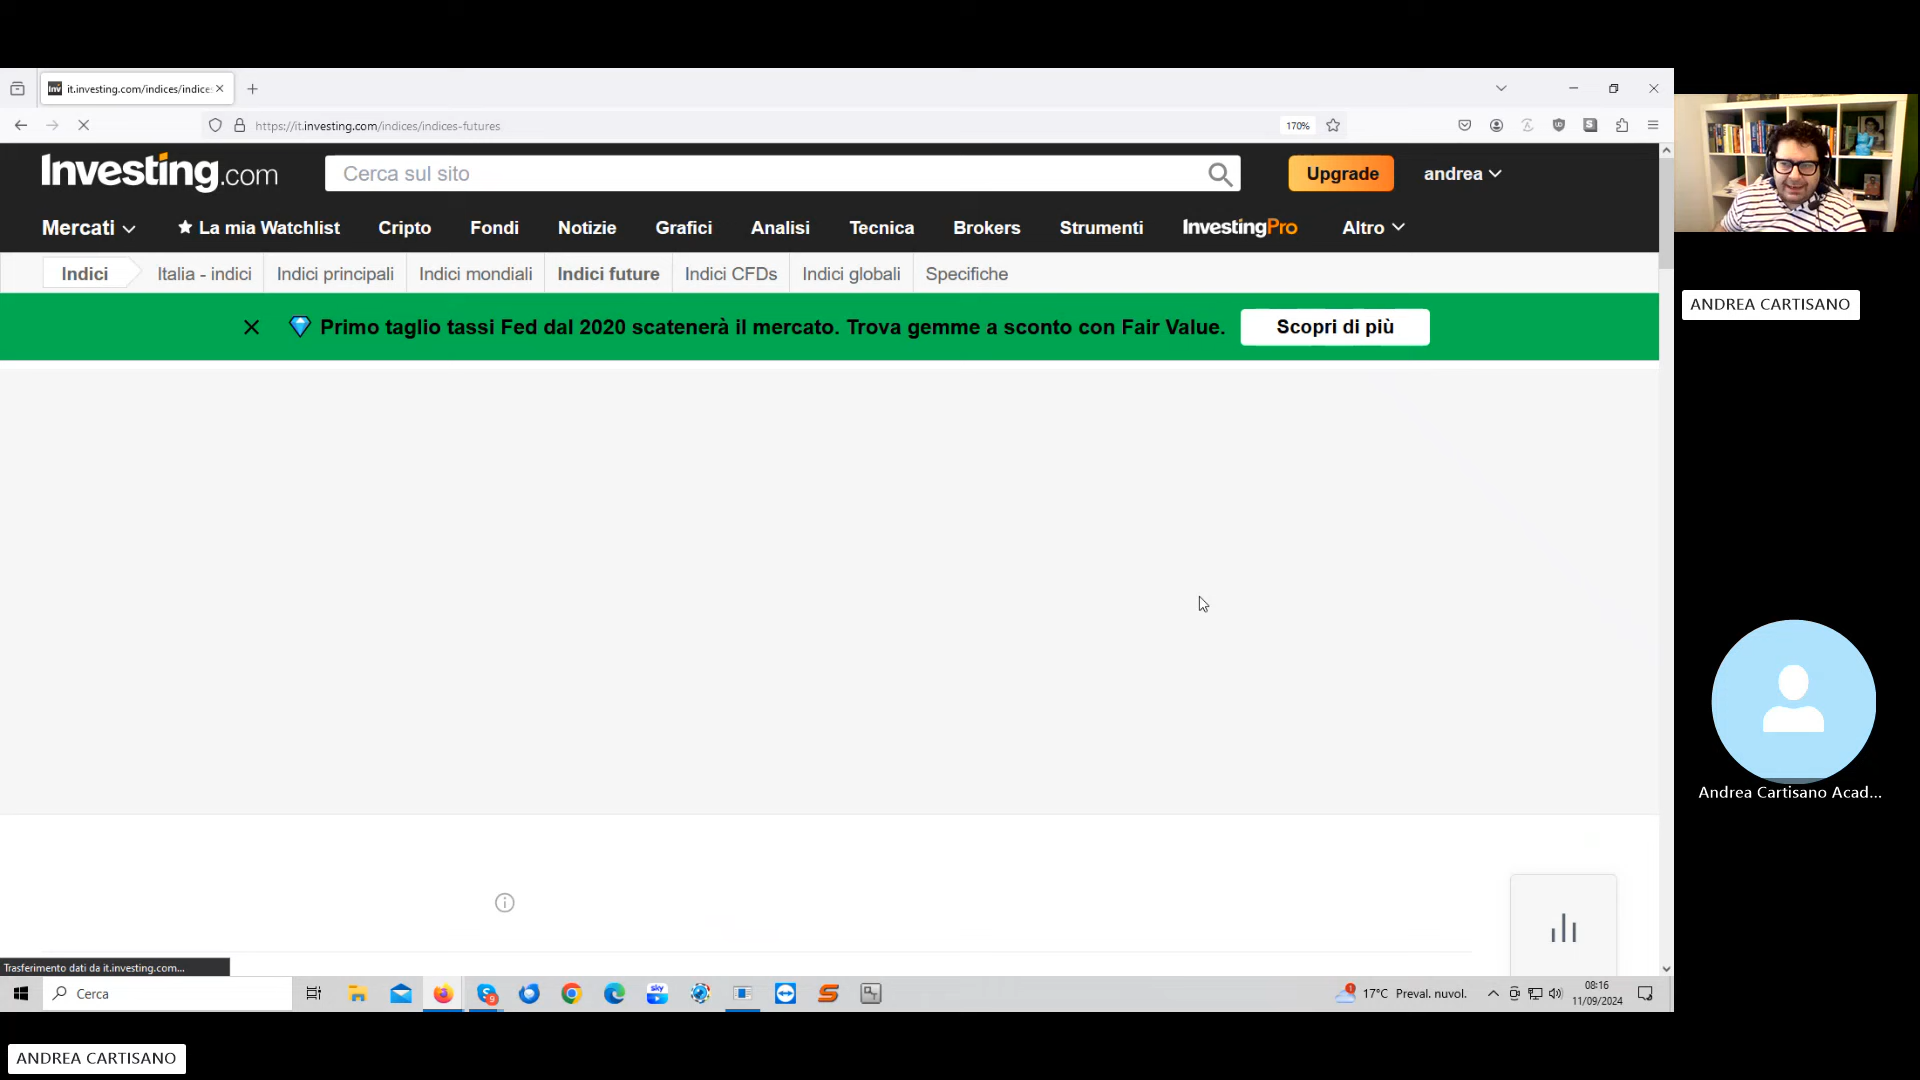 it.investing.com/indices/indice
https://it.investing.com/indices/indices-futures
170%
Investing.com
Cerca sul sito
Upgrade
andrea
Mercati
La mia Watchlist
Cripto
Fondi
Notizie
Grafici
Analisi
Tecnica
Brokers
Strumenti
InvestingPro
Altro
Indici
Italia - indici
Indici principali
Indici mondiali
Indici future
Indici CFDs
Indici globali
Specifiche
Primo taglio tassi Fed dal 2020 scatenerà il mercato. Trova gemme a sconto con Fair Value.
Scopri di più
ANDREA CARTISANO
Andrea Cartisano Acad...
Trasferimento dati da it.investing.com...
Cerca
17°C Preval. nuvol.
08:16
11/09/2024
ANDREA CARTISANO